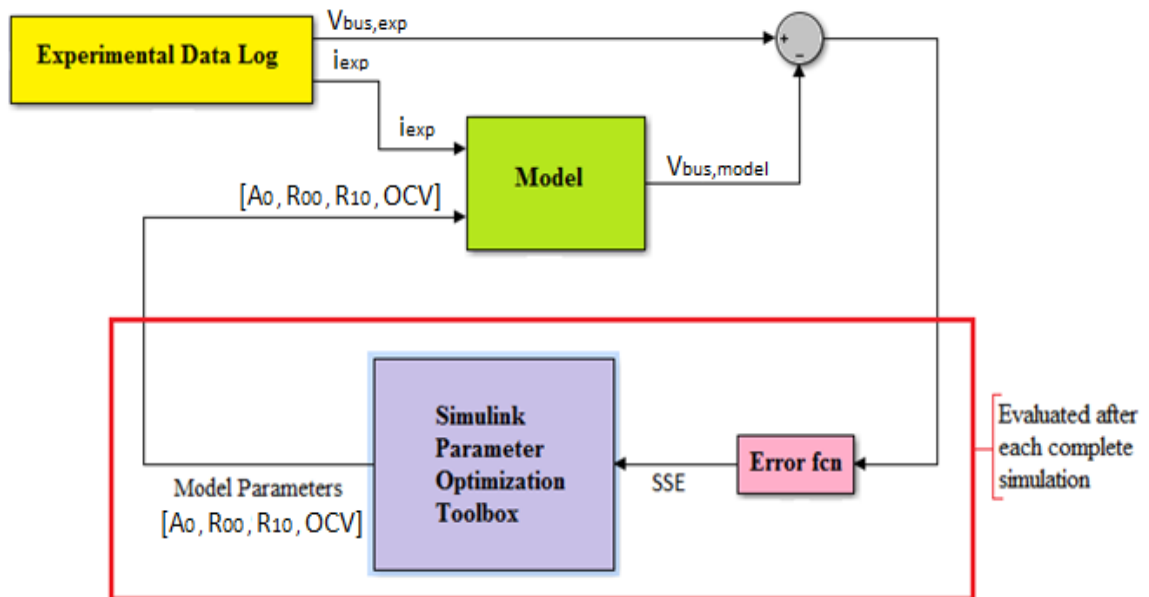 Vbus,exp
Experimental Data Log
iexp
iexp
+
−
Model
Vbus,model
[A0, R00, R10, OCV]
Simulink
Parameter
Optimization
Toolbox
Error fcn
SSE
Model Parameters
[A0, R00, R10, OCV]
Evaluated after
each complete
simulation